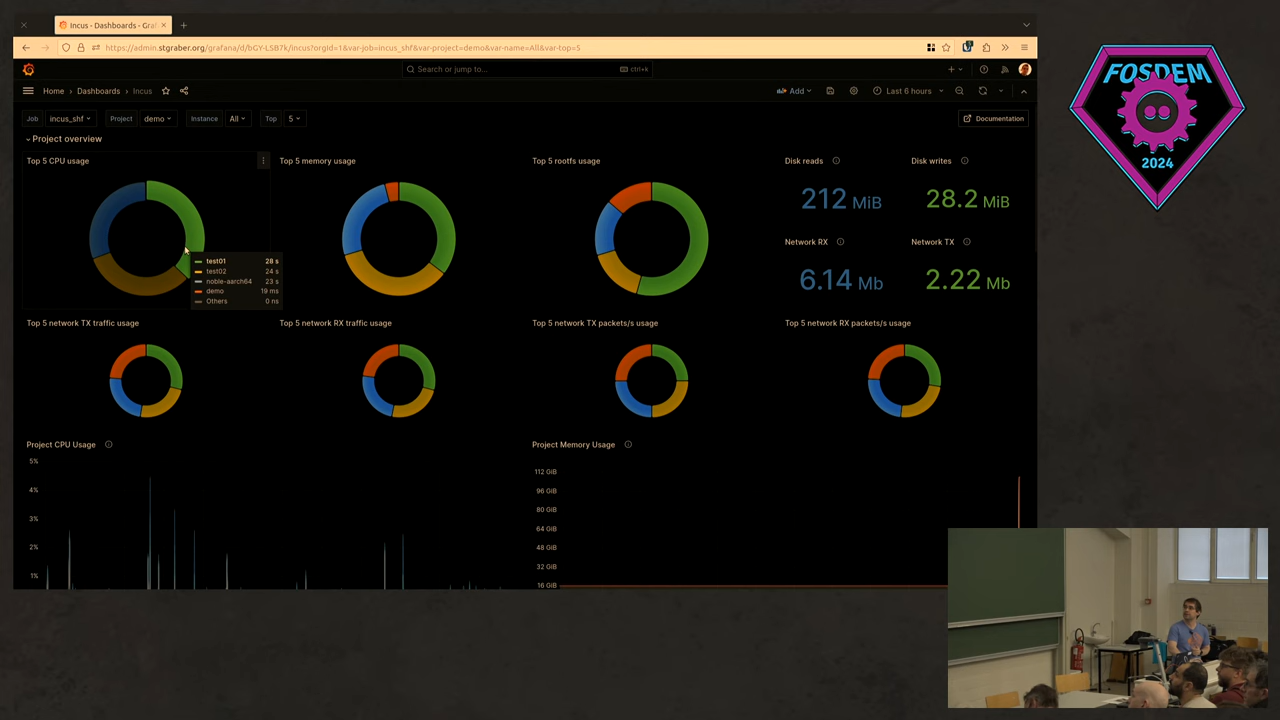 Incus - Dashboards - Gra
https://admin.stgraber.org/grafana/d/bGY-LSB7k/incus?orgId=1&var-job=incus_shf&var-project=demo&var-name=All&var-top=5
Search or jump to...
ctrl+k
Home > Dashboards > Incus
Add
Last 6 hours
Job incus_shf Project demo Instance All Top 5
Documentation
Project overview
Top 5 CPU usage
Top 5 memory usage
Top 5 rootfs usage
Disk reads
Disk writes
212 MiB
28.2 MiB
Network RX
Network TX
6.14 Mb
2.22 Mb
test01 28 s
test02 24 s
noble-aarch64 23 s
demo 19 ms
Others 0 ns
Top 5 network TX traffic usage
Top 5 network RX traffic usage
Top 5 network TX packets/s usage
Top 5 network RX packets/s usage
Project CPU Usage
5%
4%
3%
2%
1%
Project Memory Usage
112 GiB
96 GiB
80 GiB
64 GiB
48 GiB
32 GiB
16 GiB
FOSDEM
2024